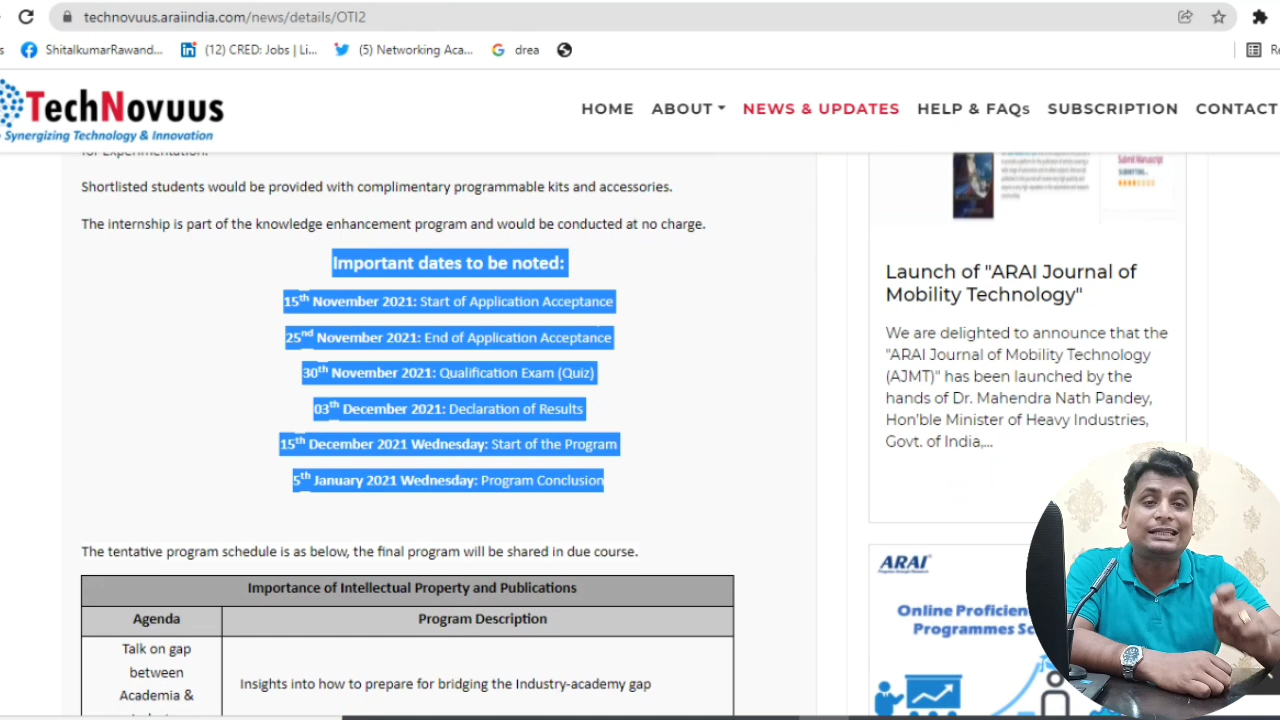 technovuus.araiindia.com/news/details/OTI2
ShitalkumarRawand... (12) CRED: Jobs | Li... (5) Networking Aca... drea
TechNovuus
Synergizing Technology & Innovation
HOME ABOUT NEWS & UPDATES HELP & FAQs SUBSCRIPTION CONTACT
for Experimentation.
Shortlisted students would be provided with complimentary programmable kits and accessories.
The internship is part of the knowledge enhancement program and would be conducted at no charge.
Important dates to be noted:
15th November 2021: Start of Application Acceptance
25nd November 2021: End of Application Acceptance
30th November 2021: Qualification Exam (Quiz)
03th December 2021: Declaration of Results
15th December 2021 Wednesday: Start of the Program
5th January 2021 Wednesday: Program Conclusion
The tentative program schedule is as below, the final program will be shared in due course.
Importance of Intellectual Property and Publications
Agenda Program Description
Talk on gap
between
Academia &
Insights into how to prepare for bridging the Industry-academy gap
Submit Manuscript
Launch of "ARAI Journal of
Mobility Technology"
We are delighted to announce that the
"ARAI Journal of Mobility Technology
(AJMT)" has been launched by the
hands of Dr. Mahendra Nath Pandey,
Hon'ble Minister of Heavy Industries,
Govt. of India,...
ARAI
Online
Programmes